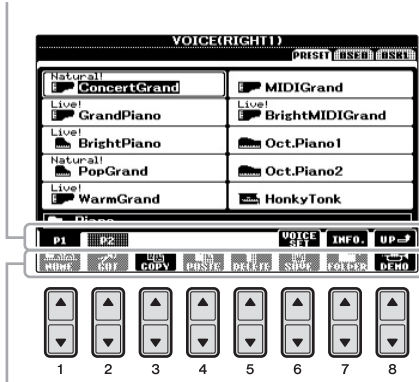 VOICE(RIGHT1)
PRESET USER USB1
Natural!
ConcertGrand
MIDIGrand
Live!
GrandPiano
Live!
BrightMIDIGrand
Live!
BrightPiano
Oct.Piano1
Natural!
PopGrand
Oct.Piano2
Live!
WarmGrand
HonkyTonk
Piano
P1 P2 VOICE SET INFO. UP
NAME CUT COPY PASTE DELETE SAVE FOLDER DEMO
1 2 3 4 5 6 7 8